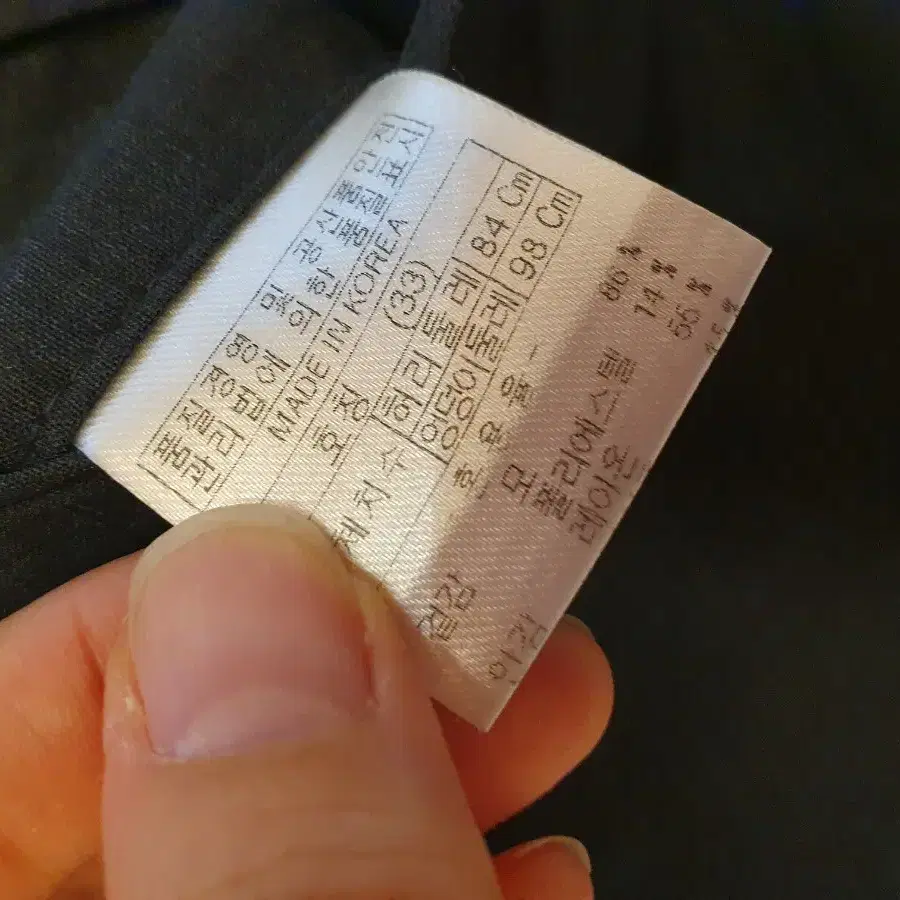 품질경영 및 공산품안전
관리법에 의한 품질표시
MADE IN KOREA
호칭 (33)
체치수 허리둘레 84 Cm
엉덩이둘레 98 Cm
혼 용 율
겉감 모 86 %
폴리에스텔 14 %
안감 레이온 55 %
45 %